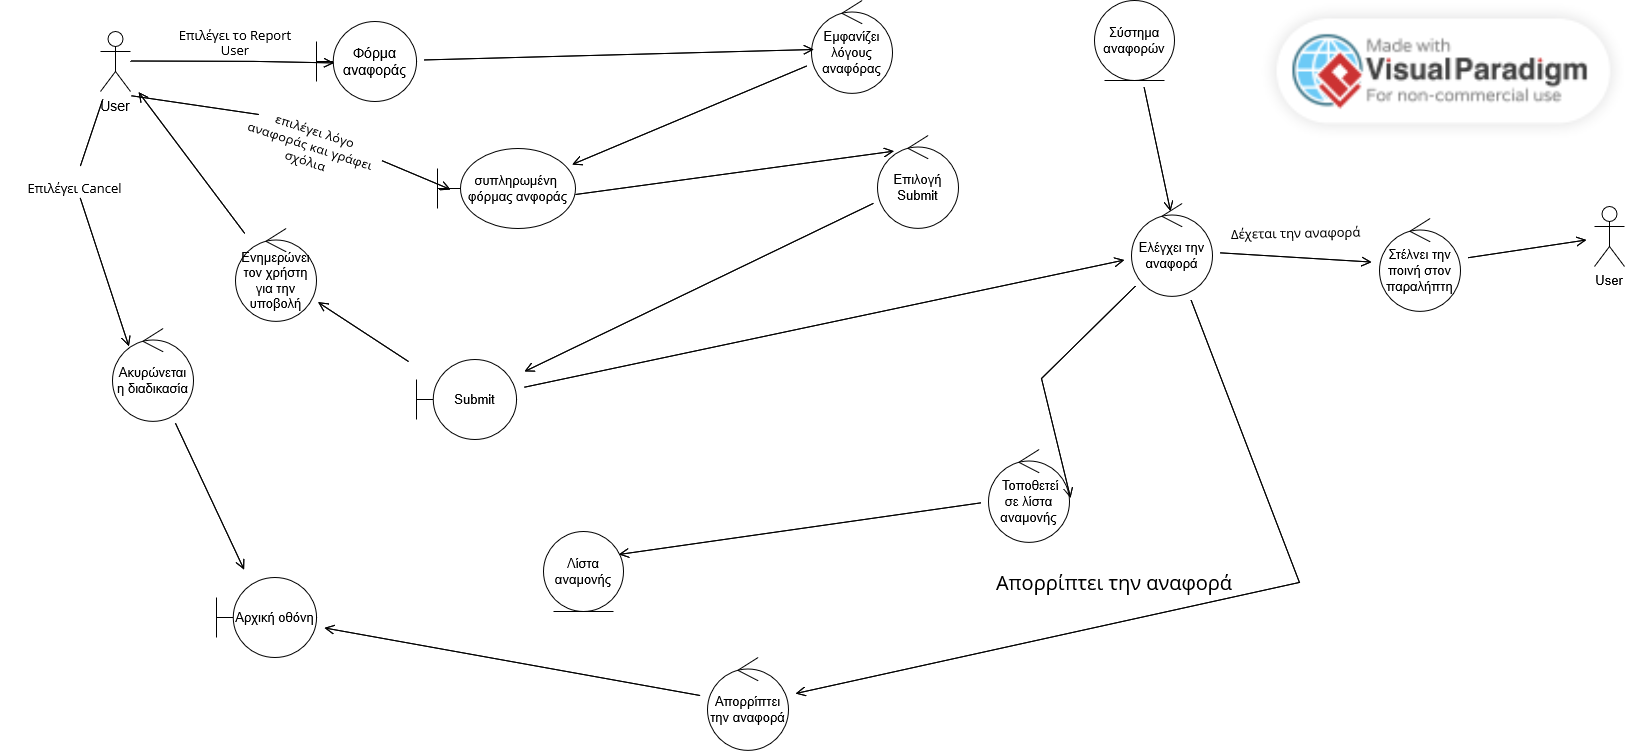 Επιλέγει το Report
User
User
Φόρμα
αναφοράς
Εμφανίζει
λόγους
αναφόρας
Σύστημα
αναφορών
Made with
VisualParadigm
For non-commercial use
επιλέγει λόγο
αναφοράς και γράφει
σχόλια
Επιλέγει Cancel
συπληρωμένη
φόρμας ανφοράς
Επιλογή
Submit
Ενημερώνει
τον χρήστη
για την
υποβολή
Ελέγχει την
αναφορά
Δέχεται την αναφορά
Στέλνει την
ποινή στον
παραλήπτη
User
Ακυρώνεται
η διαδικασία
Submit
Τοποθετεί
σε λίστα
αναμονής
Λίστα
αναμονής
Απορρίπτει την αναφορά
Αρχική οθόνη
Απορρίπτει
την αναφορά